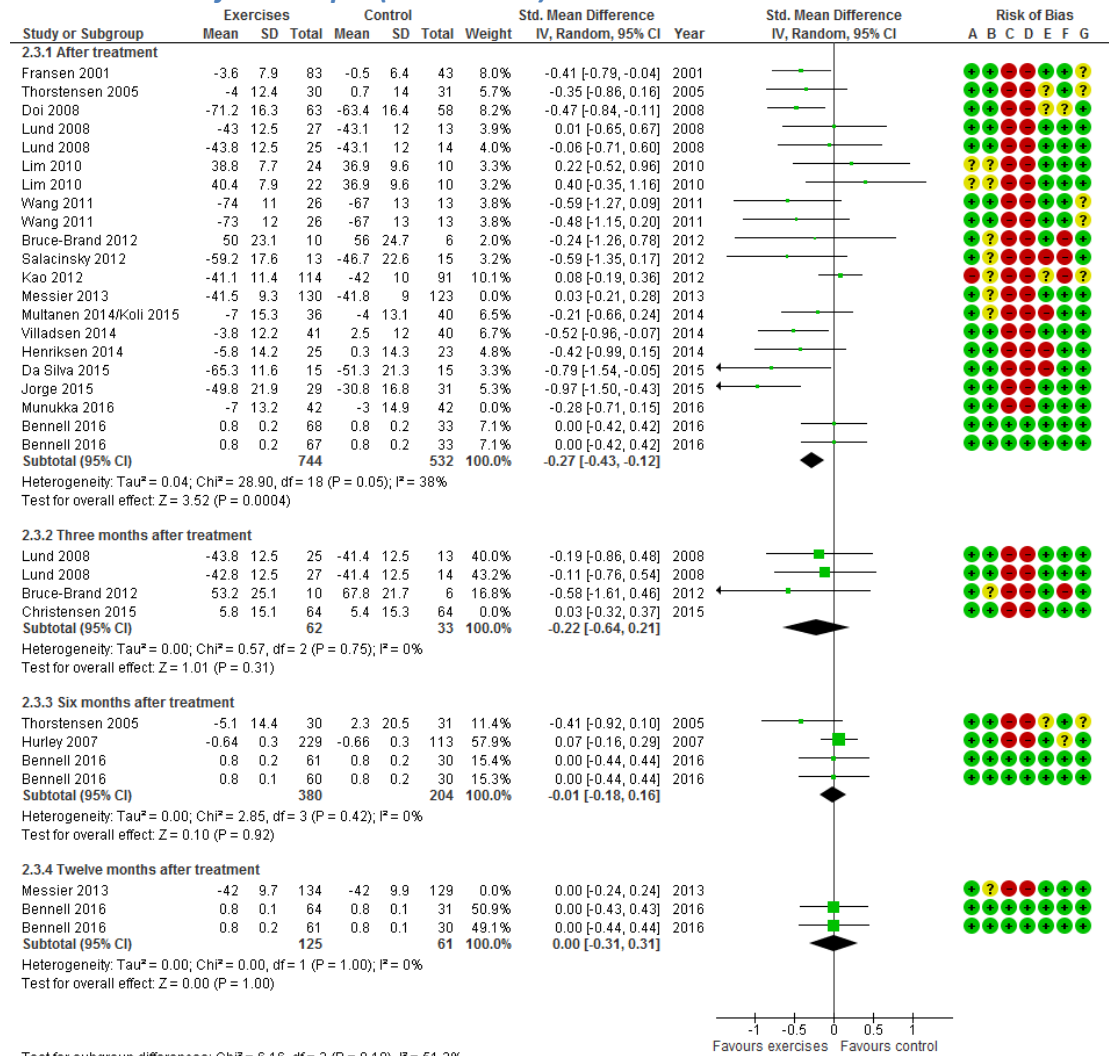 Exercises Control Std. Mean Difference Std. Mean Difference Risk of Bias
Study or Subgroup Mean SD Total Mean SD Total Weight IV, Random, 95% CI Year IV, Random, 95% CI A B C D E F G
2.3.1 After treatment
Fransen 2001 -3.6 7.9 83 -0.5 6.4 43 8.0% -0.41 [-0.79, -0.04] 2001 + + - - + + ?
Thorstensen 2005 -4 12.4 30 0.7 14 31 5.7% -0.35 [-0.86, 0.16] 2005 + + - - ? + ?
Doi 2008 -71.2 16.3 63 -63.4 16.4 58 8.2% -0.47 [-0.84, -0.11] 2008 + + - - ? ? +
Lund 2008 -43 12.5 27 -43.1 12 13 3.9% 0.01 [-0.65, 0.67] 2008 + + - - + + +
Lund 2008 -43.8 12.5 25 -43.1 12 14 4.0% -0.06 [-0.71, 0.60] 2008 + + - - + + +
Lim 2010 38.8 7.7 24 36.9 9.6 10 3.3% 0.22 [-0.52, 0.96] 2010 ? ? - - + + +
Lim 2010 40.4 7.9 22 36.9 9.6 10 3.2% 0.40 [-0.35, 1.16] 2010 ? ? - - + + +
Wang 2011 -74 11 26 -67 13 13 3.8% -0.59 [-1.27, 0.09] 2011 + + - - + + ?
Wang 2011 -73 12 26 -67 13 13 3.8% -0.48 [-1.15, 0.20] 2011 + + - - + + ?
Bruce-Brand 2012 50 23.1 10 56 24.7 6 2.0% -0.24 [-1.26, 0.78] 2012 + ? - - + - +
Salacinsky 2012 -59.2 17.6 13 -46.7 22.6 15 3.2% -0.59 [-1.35, 0.17] 2012 + ? - - - - +
Kao 2012 -41.1 11.4 114 -42 10 91 10.1% 0.08 [-0.19, 0.36] 2012 - ? - - ? - ?
Messier 2013 -41.5 9.3 130 -41.8 9 123 0.0% 0.03 [-0.21, 0.28] 2013 + ? - - + + +
Multanen 2014/Koli 2015 -7 15.3 36 -4 13.1 40 6.5% -0.21 [-0.66, 0.24] 2014 + ? - - - + +
Villadsen 2014 -3.8 12.2 41 2.5 12 40 6.7% -0.52 [-0.96, -0.07] 2014 + + - - + + +
Henriksen 2014 -5.8 14.2 25 0.3 14.3 23 4.8% -0.42 [-0.99, 0.15] 2014 + + - - - + +
Da Silva 2015 -65.3 11.6 15 -51.3 21.3 15 3.3% -0.79 [-1.54, -0.05] 2015 + + - - - + +
Jorge 2015 -49.8 21.9 29 -30.8 16.8 31 5.3% -0.97 [-1.50, -0.43] 2015 + + - - + + +
Munukka 2016 -7 13.2 42 -3 14.9 42 0.0% -0.28 [-0.71, 0.15] 2016 + + - - + + +
Bennell 2016 0.8 0.2 68 0.8 0.2 33 7.1% 0.00 [-0.42, 0.42] 2016 + + + + + + +
Bennell 2016 0.8 0.2 67 0.8 0.2 33 7.1% 0.00 [-0.42, 0.42] 2016 + + + + + + +
Subtotal (95% CI) 744 532 100.0% -0.27 [-0.43, -0.12]
Heterogeneity: Tau² = 0.04; Chi² = 28.90, df = 18 (P = 0.05); I² = 38%
Test for overall effect: Z = 3.52 (P = 0.0004)
2.3.2 Three months after treatment
Lund 2008 -43.8 12.5 25 -41.4 12.5 13 40.0% -0.19 [-0.86, 0.48] 2008 + + - - + + +
Lund 2008 -42.8 12.5 27 -41.4 12.5 14 43.2% -0.11 [-0.76, 0.54] 2008 + + - - + + +
Bruce-Brand 2012 53.2 25.1 10 67.8 21.7 6 16.8% -0.58 [-1.61, 0.46] 2012 + ? - - + - +
Christensen 2015 5.8 15.1 64 5.4 15.3 64 0.0% 0.03 [-0.32, 0.37] 2015 + + - - + + +
Subtotal (95% CI) 62 33 100.0% -0.22 [-0.64, 0.21]
Heterogeneity: Tau² = 0.00; Chi² = 0.57, df = 2 (P = 0.75); I² = 0%
Test for overall effect: Z = 1.01 (P = 0.31)
2.3.3 Six months after treatment
Thorstensen 2005 -5.1 14.4 30 2.3 20.5 31 11.4% -0.41 [-0.92, 0.10] 2005 + + - - ? + ?
Hurley 2007 -0.64 0.3 229 -0.66 0.3 113 57.9% 0.07 [-0.16, 0.29] 2007 + + - - + ? +
Bennell 2016 0.8 0.2 61 0.8 0.2 30 15.4% 0.00 [-0.44, 0.44] 2016 + + + + + + +
Bennell 2016 0.8 0.1 60 0.8 0.2 30 15.3% 0.00 [-0.44, 0.44] 2016 + + + + + + +
Subtotal (95% CI) 380 204 100.0% -0.01 [-0.18, 0.16]
Heterogeneity: Tau² = 0.00; Chi² = 2.85, df = 3 (P = 0.42); I² = 0%
Test for overall effect: Z = 0.10 (P = 0.92)
2.3.4 Twelve months after treatment
Messier 2013 -42 9.7 134 -42 9.9 129 0.0% 0.00 [-0.24, 0.24] 2013 + ? - - + + +
Bennell 2016 0.8 0.1 64 0.8 0.1 31 50.9% 0.00 [-0.43, 0.43] 2016 + + + + + + +
Bennell 2016 0.8 0.2 61 0.8 0.1 30 49.1% 0.00 [-0.44, 0.44] 2016 + + + + + + +
Subtotal (95% CI) 125 61 100.0% 0.00 [-0.31, 0.31]
Heterogeneity: Tau² = 0.00; Chi² = 0.00, df = 1 (P = 1.00); I² = 0%
Test for overall effect: Z = 0.00 (P = 1.00)
-1 -0.5 0 0.5 1
Favours exercises Favours control
Test for subgroup differences: Chi² = 6.16, df = 3 (P = 0.10), I² = 51.3%